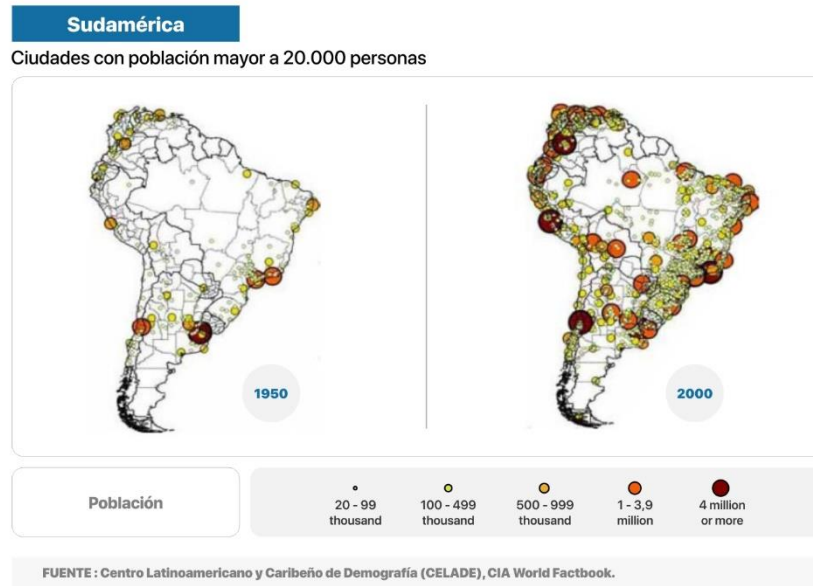 Sudamérica
Ciudades con población mayor a 20.000 personas
1950
2000
Población
20 - 99
thousand
100 - 499
thousand
500 - 999
thousand
1 - 3,9
million
4 million
or more
FUENTE : Centro Latinoamericano y Caribeño de Demografía (CELADE), CIA World Factbook.